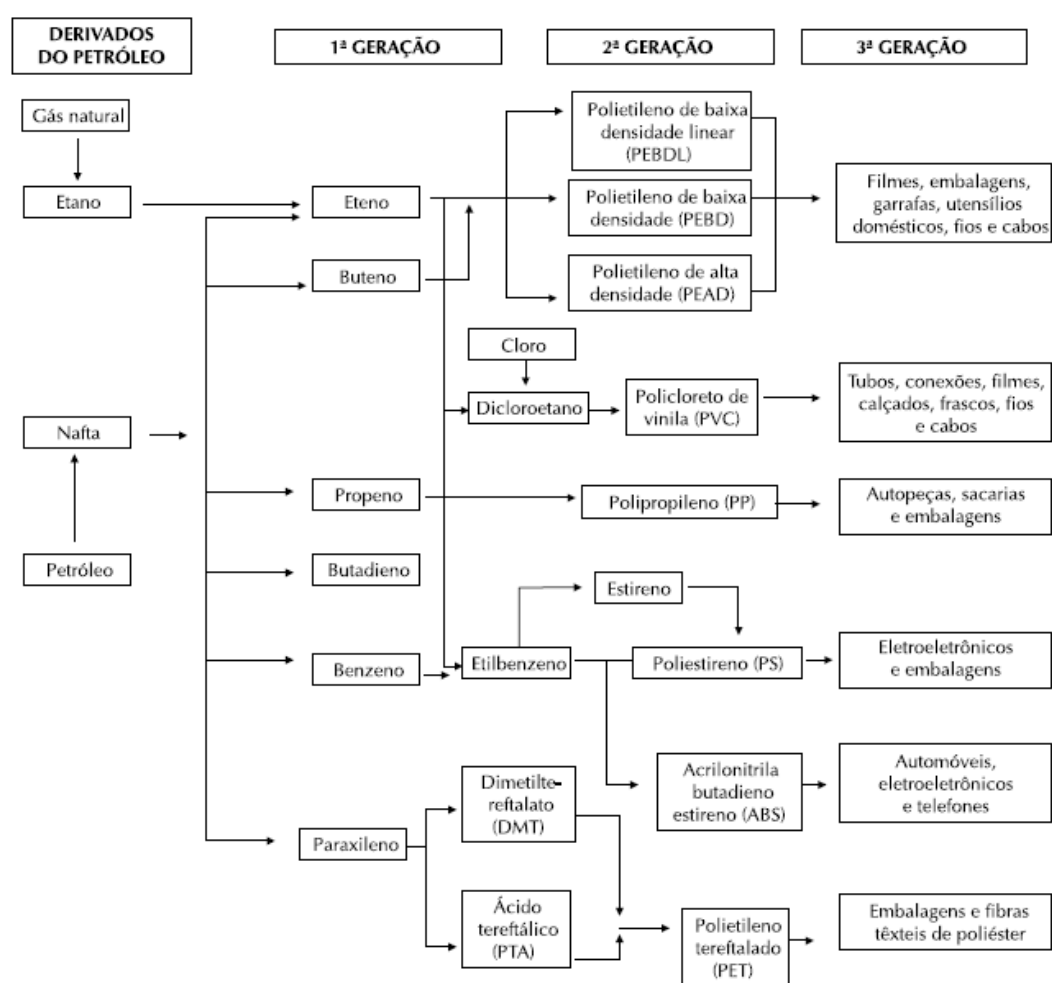 DERIVADOS
DO PETRÓLEO
1ª GERAÇÃO
2ª GERAÇÃO
3ª GERAÇÃO
Gás natural
Etano
Nafta
Petróleo
Eteno
Buteno
Propeno
Butadieno
Benzeno
Paraxileno
Cloro
Dicloroetano
Etilbenzeno
Estireno
Dimetilte-
reftalato
(DMT)
Ácido
tereftálico
(PTA)
Polietileno de baixa
densidade linear
(PEBDL)
Polietileno de baixa
densidade (PEBD)
Polietileno de alta
densidade (PEAD)
Policloreto de
vinila (PVC)
Polipropileno (PP)
Poliestireno (PS)
Acrilonitrila
butadieno
estireno (ABS)
Polietileno
tereftalado
(PET)
Filmes, embalagens,
garrafas, utensílios
domésticos, fios e cabos
Tubos, conexões, filmes,
calçados, frascos, fios
e cabos
Autopeças, sacarias
e embalagens
Eletroeletrônicos
e embalagens
Automóveis,
eletroeletrônicos
e telefones
Embalagens e fibras
têxteis de poliéster